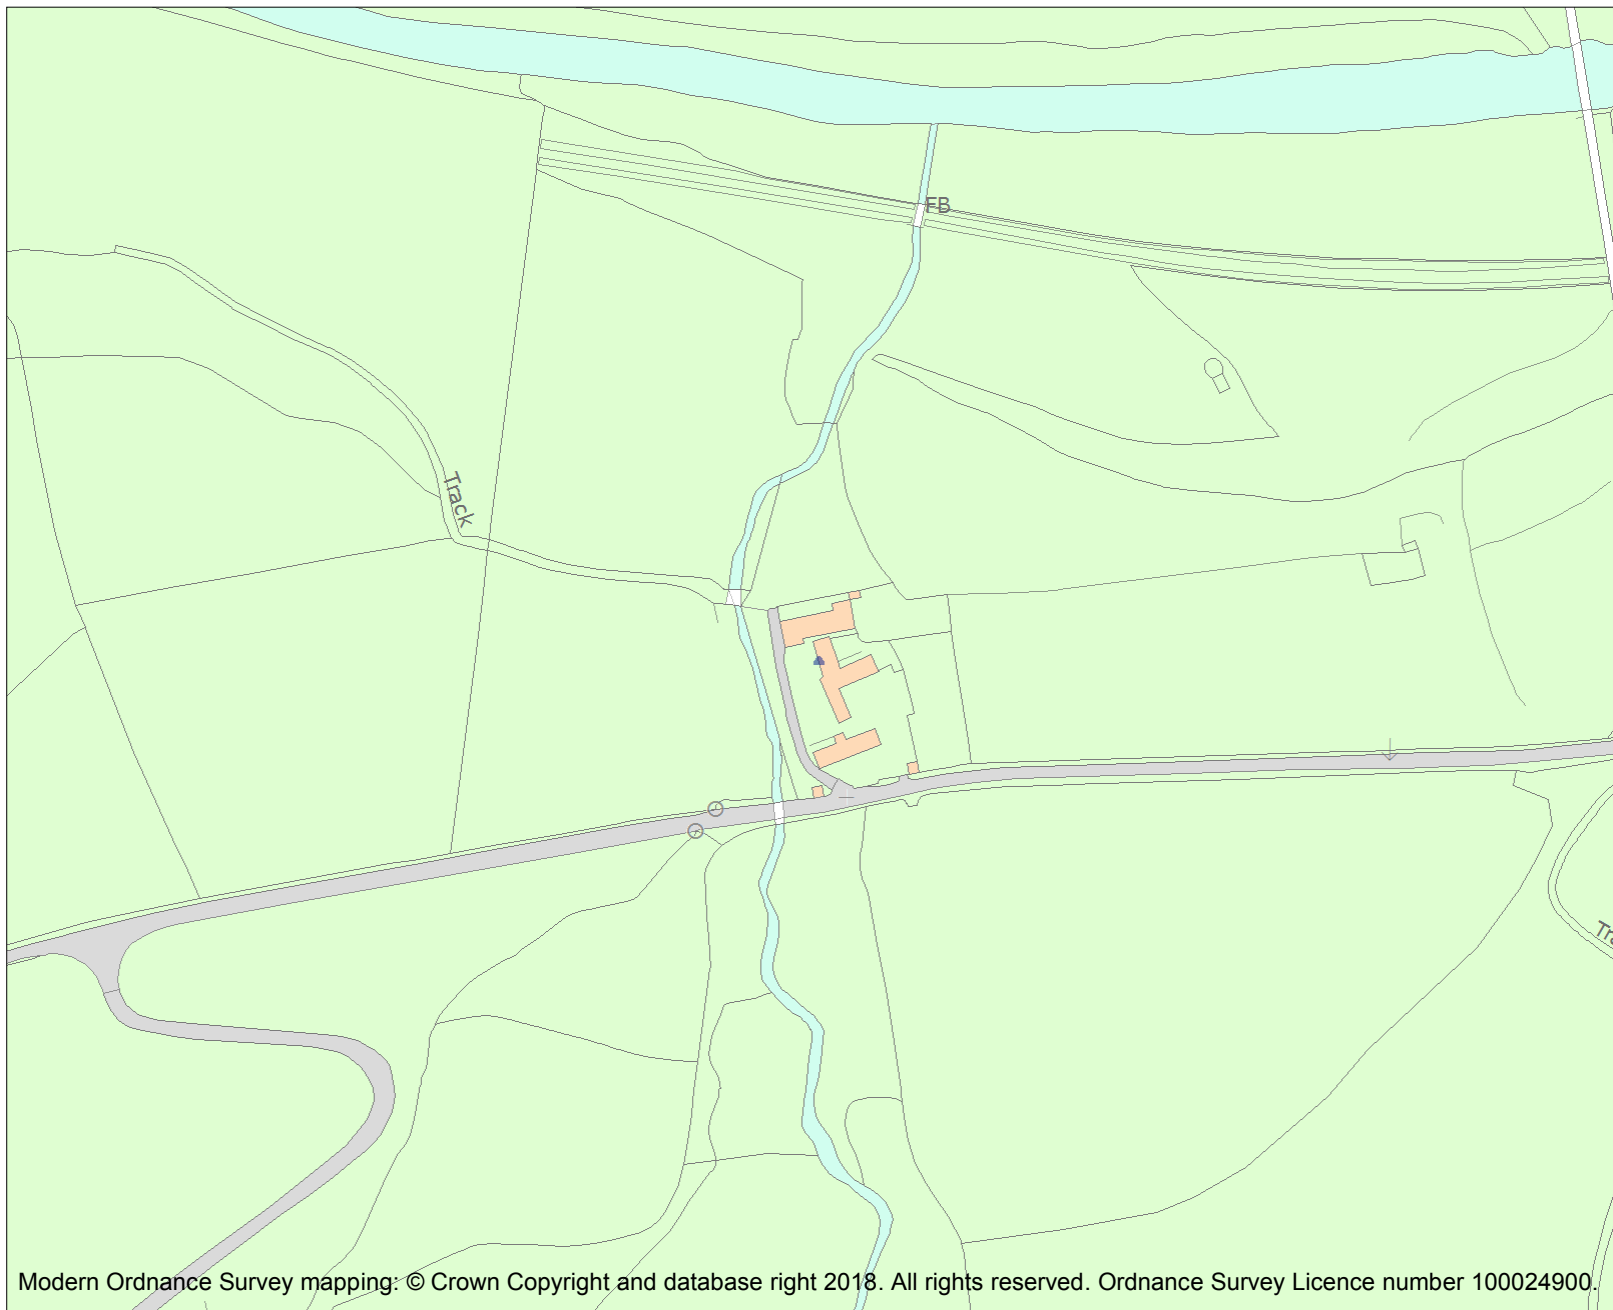 FB
Track
Modern Ordnance Survey mapping: © Crown Copyright and database right 2018. All rights reserved. Ordnance Survey Licence number 100024900.